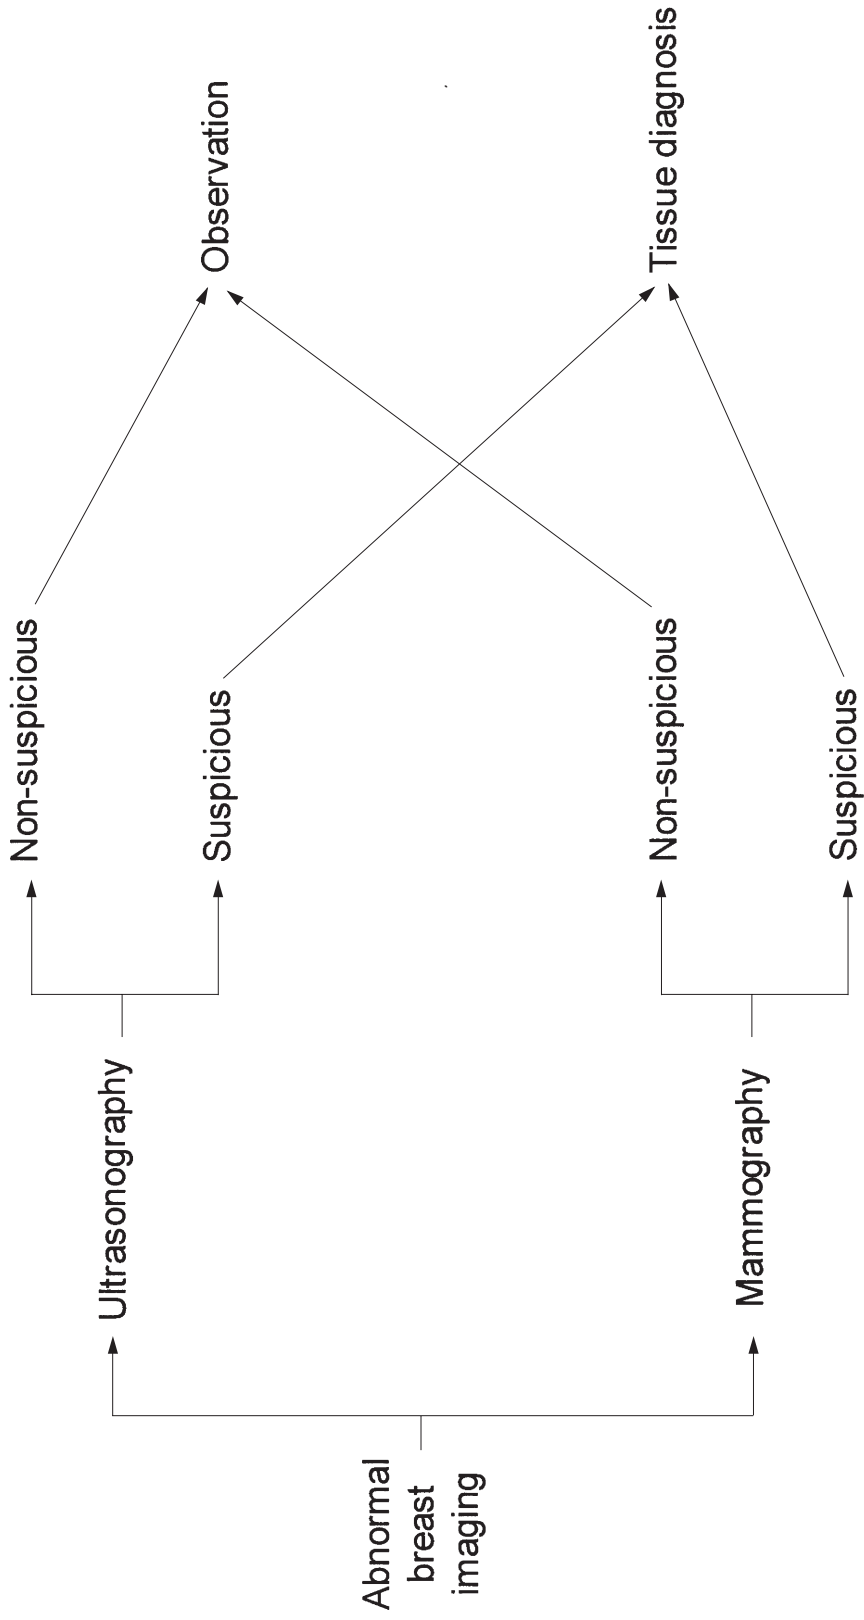 Abnormal
breast
imaging
Ultrasonography
Mammography
Non-suspicious
Suspicious
Non-suspicious
Suspicious
Observation
Tissue diagnosis